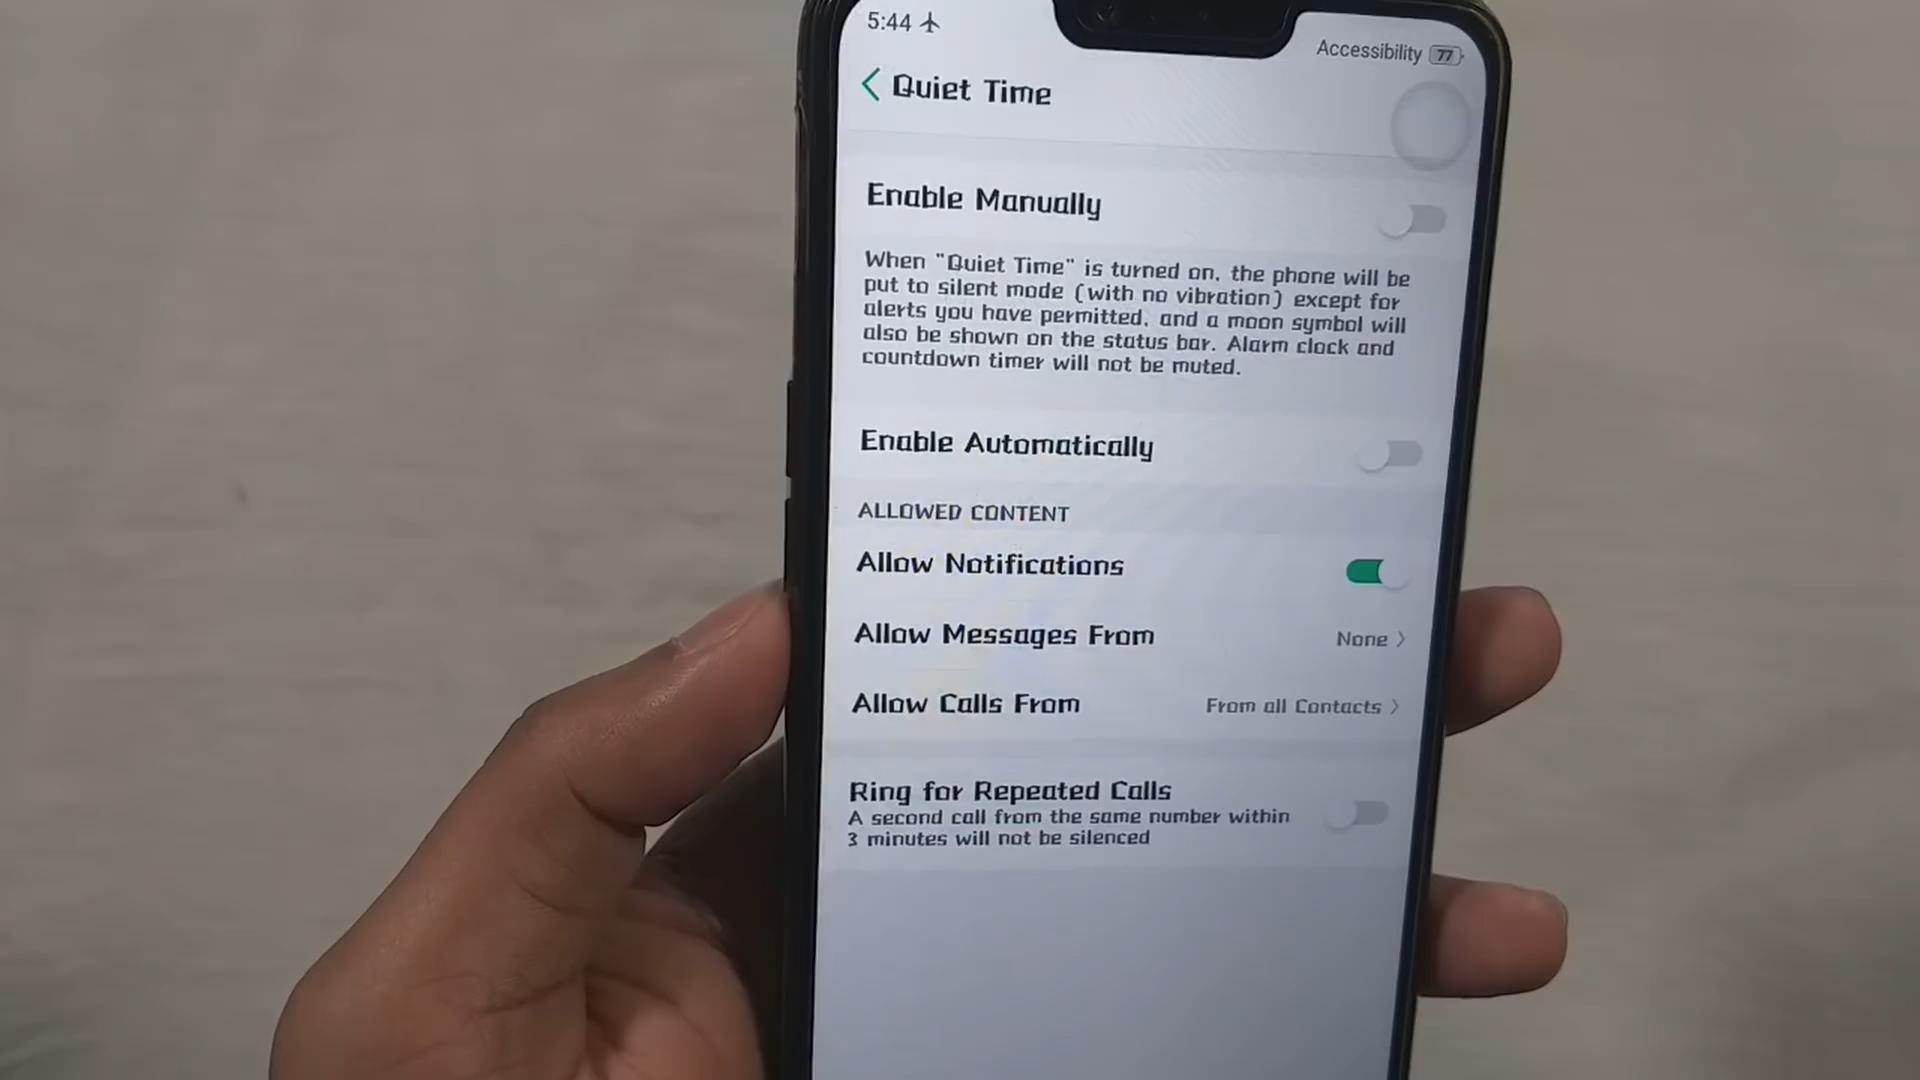 5:44
Accessibility 77
Quiet Time
Enable Manually
When "Quiet Time" is turned on, the phone will be
put to silent mode (with no vibration) except for
alerts you have permitted, and a moon symbol will
also be shown on the status bar. Alarm clock and
countdown timer will not be muted.
Enable Automatically
ALLOWED CONTENT
Allow Notifications
Allow Messages From None
Allow Calls From From all Contacts
Ring for Repeated Calls
A second call from the same number within
3 minutes will not be silenced